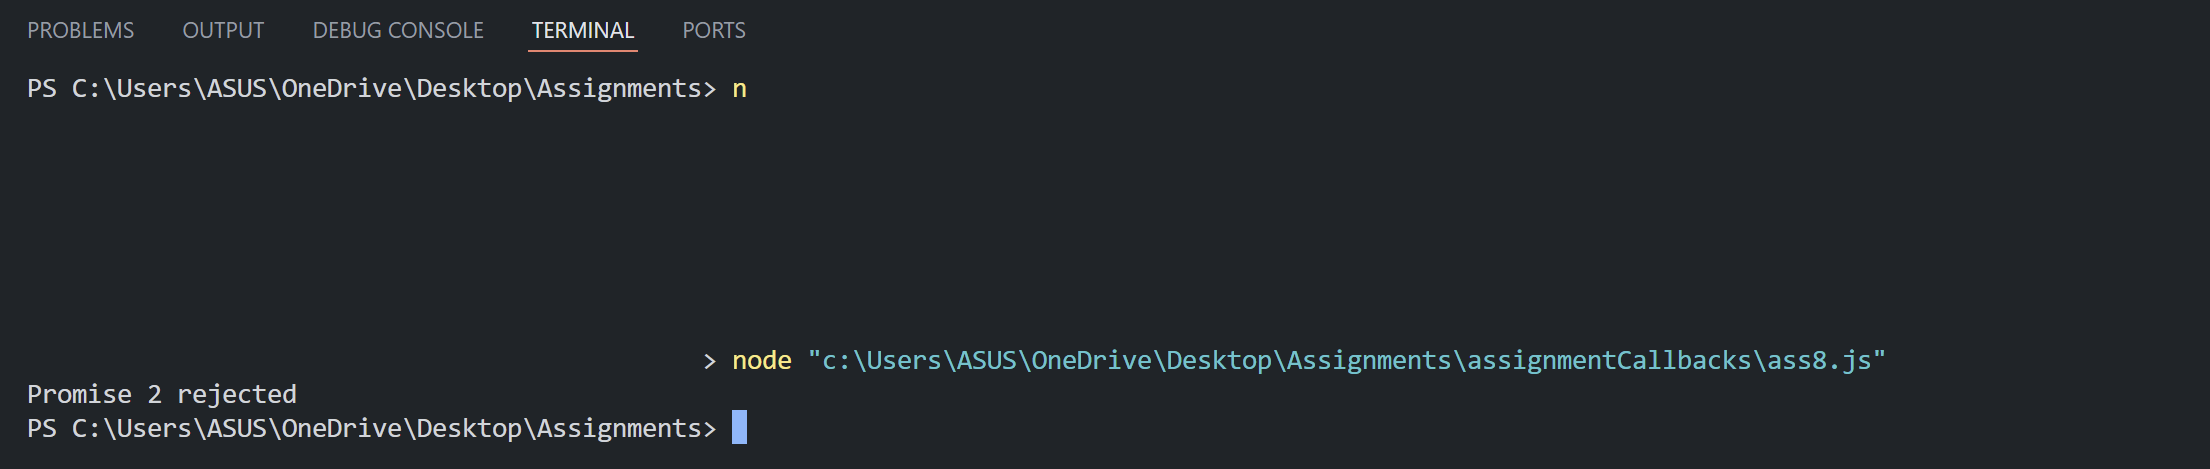 PROBLEMS OUTPUT DEBUG CONSOLE TERMINAL PORTS
PS C:\Users\ASUS\OneDrive\Desktop\Assignments> n
> node "c:\Users\ASUS\OneDrive\Desktop\Assignments\assignmentCallbacks\ass8.js"
Promise 2 rejected
PS C:\Users\ASUS\OneDrive\Desktop\Assignments>